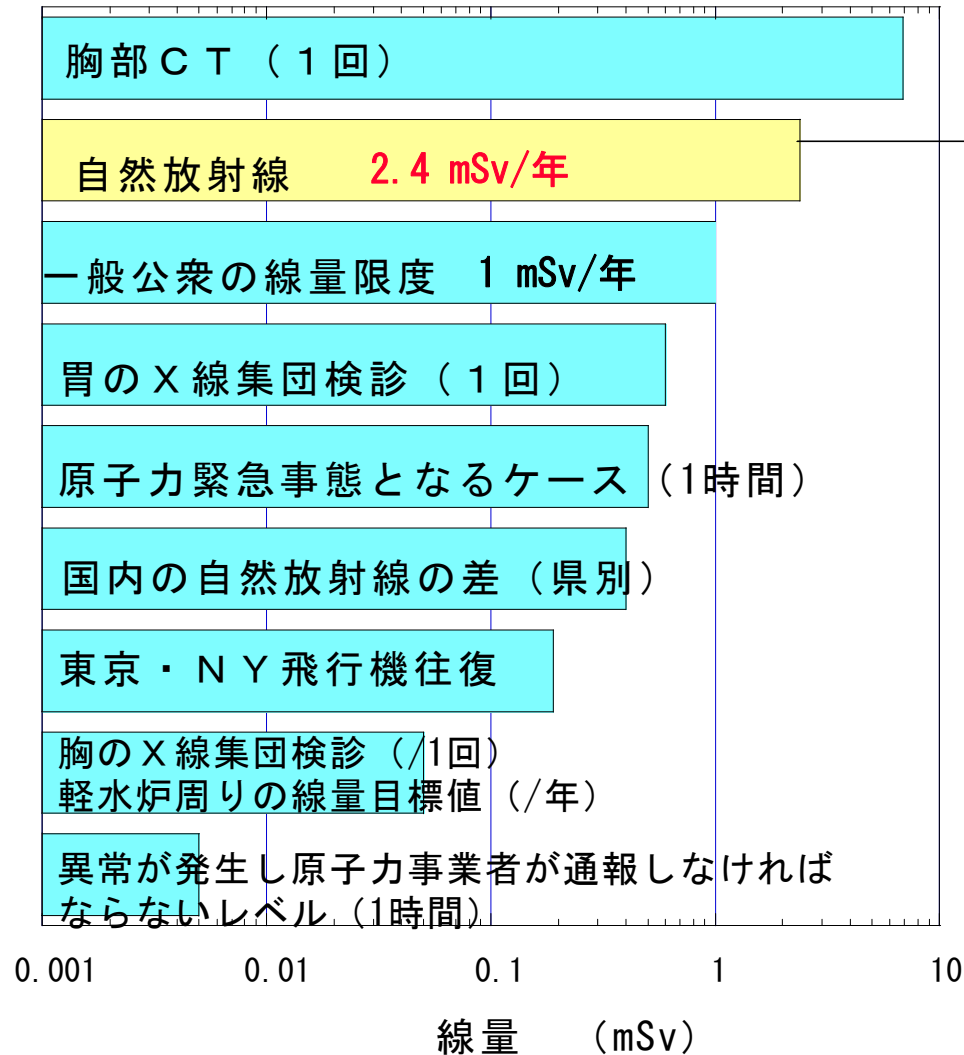 胸部ＣＴ（１回）
自然放射線 2.4 mSv/年
一般公衆の線量限度 1 mSv/年
胃のＸ線集団検診（１回）
原子力緊急事態となるケース（1時間）
国内の自然放射線の差（県別）
東京・ＮＹ飛行機往復
胸のＸ線集団検診（/1回）
軽水炉周りの線量目標値（/年）
異常が発生し原子力事業者が通報しなければ
ならないレベル（1時間）
0.001 0.01 0.1 1 10
線量 （mSv）